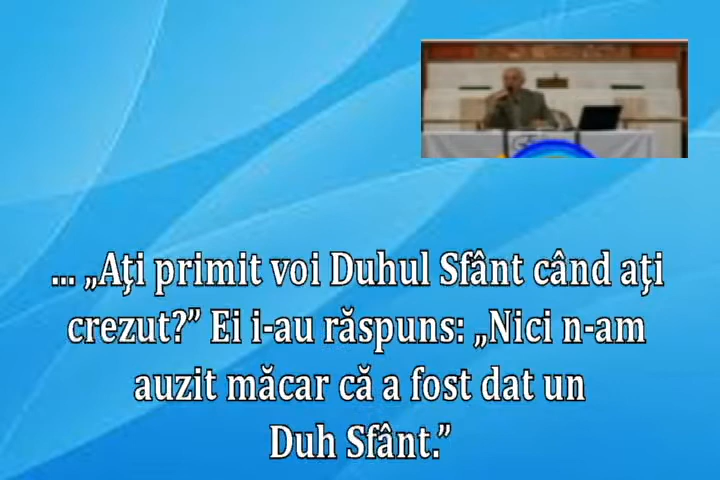 ... „Aţi primit voi Duhul Sfânt când aţi
crezut?” Ei i-au răspuns: „Nici n-am
auzit măcar că a fost dat un
Duh Sfânt.”